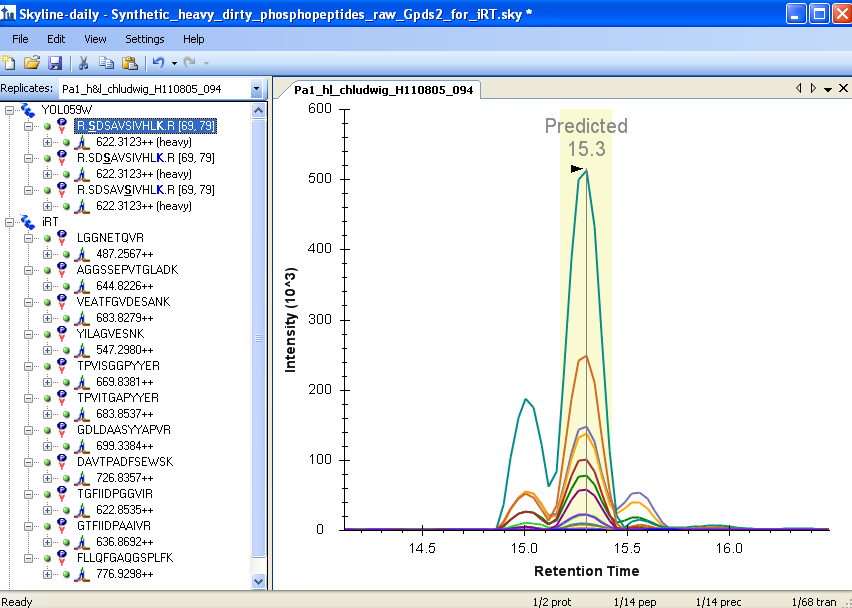 Skyline-daily - Synthetic_heavy_dirty_phosphopeptides_raw_Gpds2_for_iRT.sky *
File Edit View Settings Help
Replicates: Pa1_h&l_chludwig_H110805_094
Pa1_hl_chludwig_H110805_094
YOL059W
R.SDSAVSIVHLK.R [69, 79]
622.3123++ (heavy)
R.SDSAVSIVHLK.R [69, 79]
622.3123++ (heavy)
R.SDSAVSIVHLK.R [69, 79]
622.3123++ (heavy)
iRT
LGGNETQVR
487.2567++
AGGSSEPVTGLADK
644.8226++
VEATFGVDESANK
683.8279++
YILAGVESNK
547.2980++
TPVISGGPYYER
669.8381++
TPVITGAPYYER
683.8537++
GDLDAASYYAPVR
699.3384++
DAVTPADFSEWSK
726.8357++
TGFIIDPGGVIR
622.8535++
GTFIIDPAAIVR
636.8692++
FLLQFGAQGSPLFK
776.9298++
600
500
400
300
200
100
0
Intensity (10^3)
Predicted
15.3
14.5 15.0 15.5 16.0
Retention Time
Ready 1/2 prot 1/14 pep 1/14 prec 1/68 tran